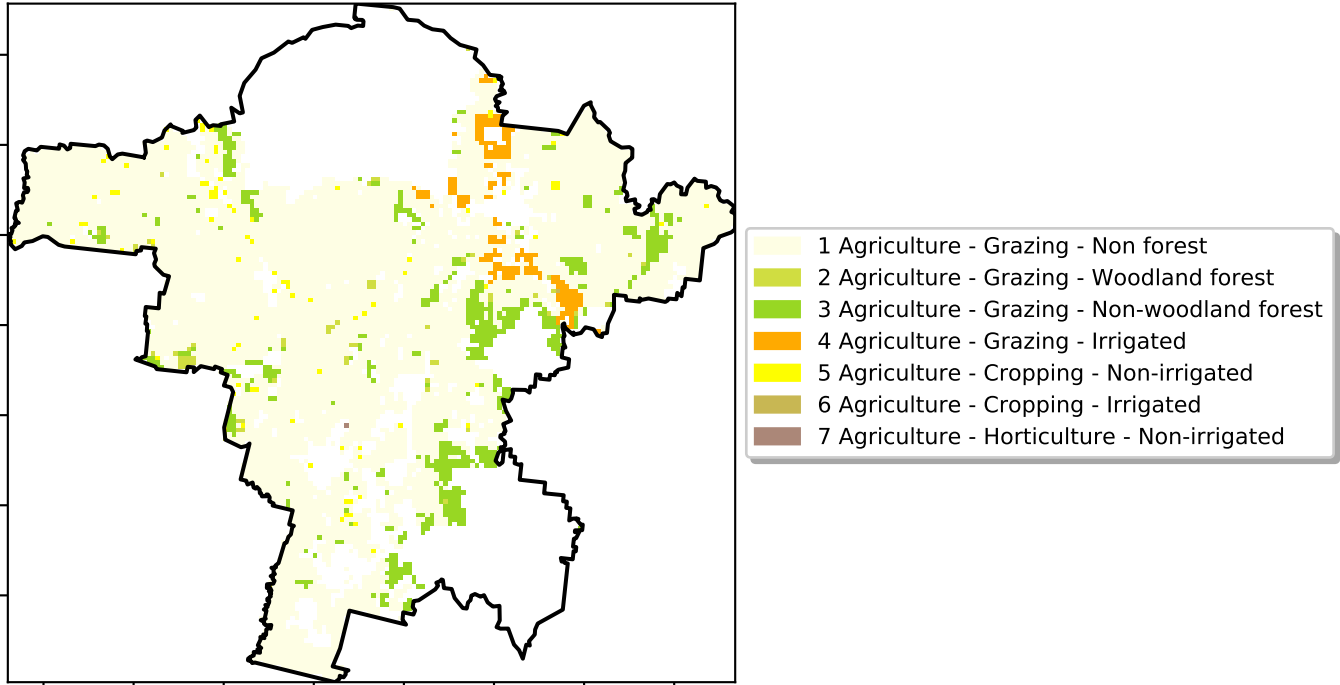 1 Agriculture - Grazing - Non forest
2 Agriculture - Grazing - Woodland forest
3 Agriculture - Grazing - Non-woodland forest
4 Agriculture - Grazing - Irrigated
5 Agriculture - Cropping - Non-irrigated
6 Agriculture - Cropping - Irrigated
7 Agriculture - Horticulture - Non-irrigated